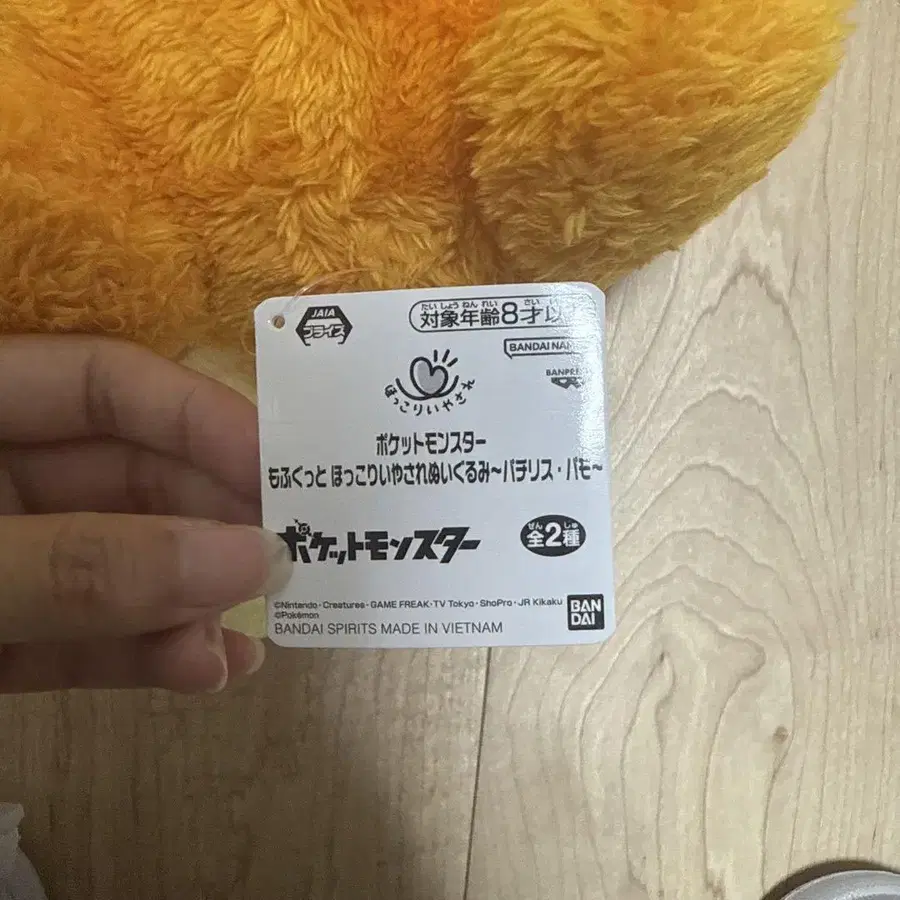 JAIA
プライズ
たいしょうねんれい さい
対象年齢8才以
BANDAI NAM
BANPRE
ほっこりいやされ
ポケットモンスター
もふぐっと ほっこりいやされぬいぐるみ~パチリス・パモ~
ポケットモンスター
ぜん しゅ
全2種
©Nintendo・Creatures・GAME FREAK・TV Tokyo・ShoPro・JR Kikaku
©Pokémon
BANDAI SPIRITS MADE IN VIETNAM
BAN
DAI